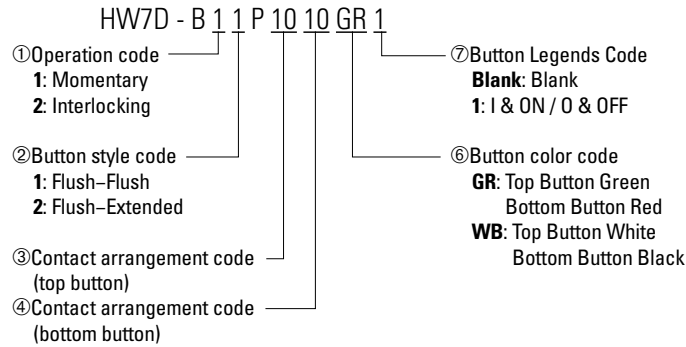 HW7D - B 1 1 P 10 10 GR 1
①Operation code
1: Momentary
2: Interlocking
②Button style code
1: Flush–Flush
2: Flush–Extended
③Contact arrangement code
(top button)
④Contact arrangement code
(bottom button)
⑦Button Legends Code
Blank: Blank
1: I & ON / O & OFF
⑥Button color code
GR: Top Button Green
Bottom Button Red
WB: Top Button White
Bottom Button Black